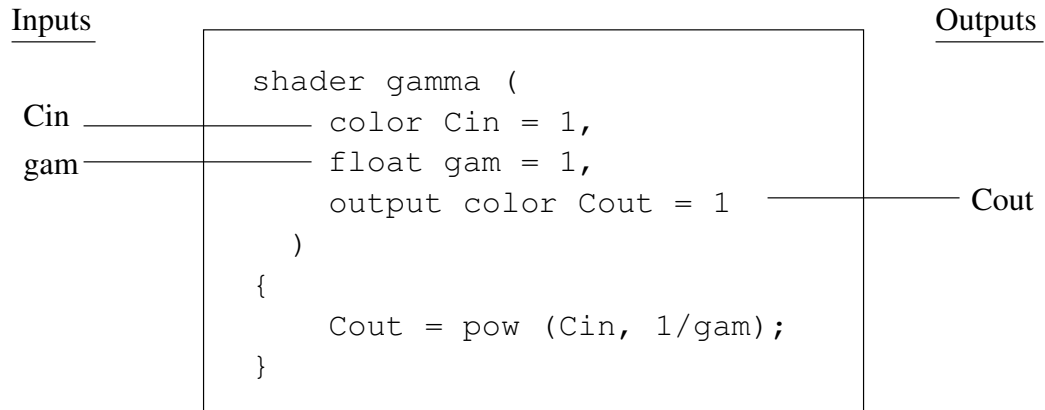 Inputs Outputs
shader gamma (
Cin color Cin = 1,
gam float gam = 1,
output color Cout = 1 Cout
)
{
Cout = pow (Cin, 1/gam);
}